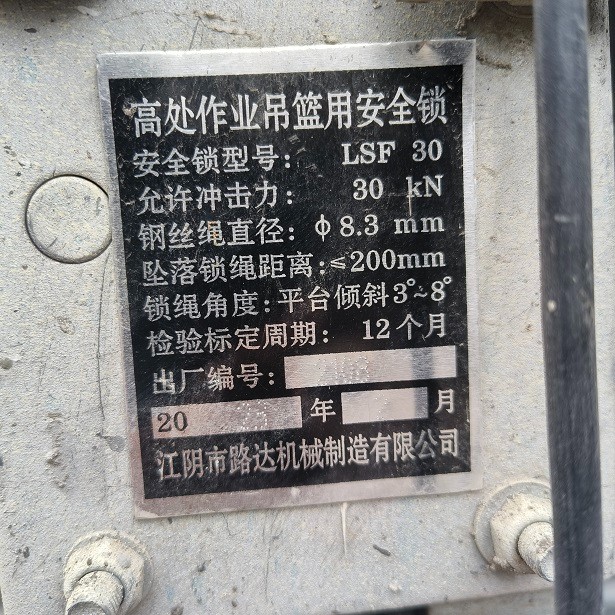 高处作业吊篮用安全锁
安全锁型号: LSF 30
允许冲击力: 30 kN
钢丝绳直径: φ8.3 mm
坠落锁绳距离:≤200mm
锁绳角度:平台倾斜3°~8°
检验标定周期: 12个月
出厂编号:
20 年 月
江阴市路达机械制造有限公司